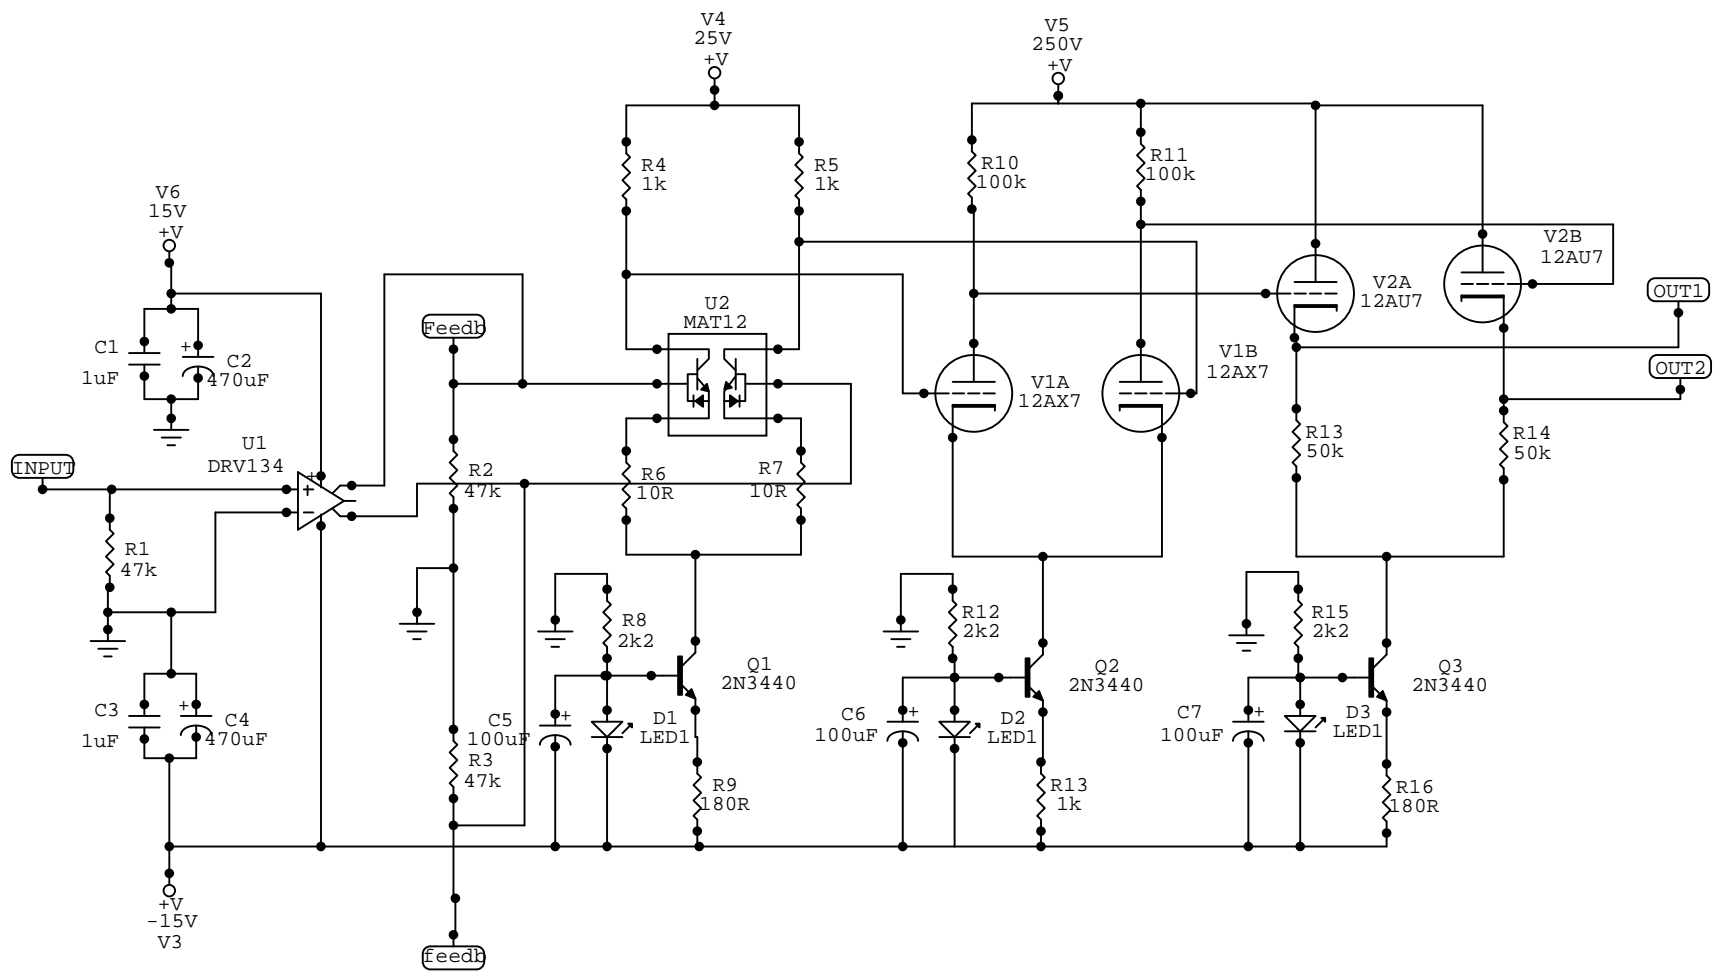 V4
25V
+V
V5
250V
+V
R4
1k
R5
1k
R10
100k
R11
100k
V6
15V
+V
V2B
12AU7
V2A
12AU7
OUT1
U2
MAT12
Feedb
C1
1uF
+
C2
470uF
V1B
12AX7
V1A
12AX7
OUT2
U1
DRV134
INPUT
+
+
−
R2
47k
R6
10R
R7
10R
R13
50k
R14
50k
R1
47k
R8
2k2
R12
2k2
R15
2k2
Q1
2N3440
Q2
2N3440
Q3
2N3440
C3
1uF
+
C4
470uF
C5
100uF
+
D1
LED1
C6
100uF
+
D2
LED1
C7
100uF
+
D3
LED1
R3
47k
R9
180R
R13
1k
R16
180R
+V
-15V
V3
feedb